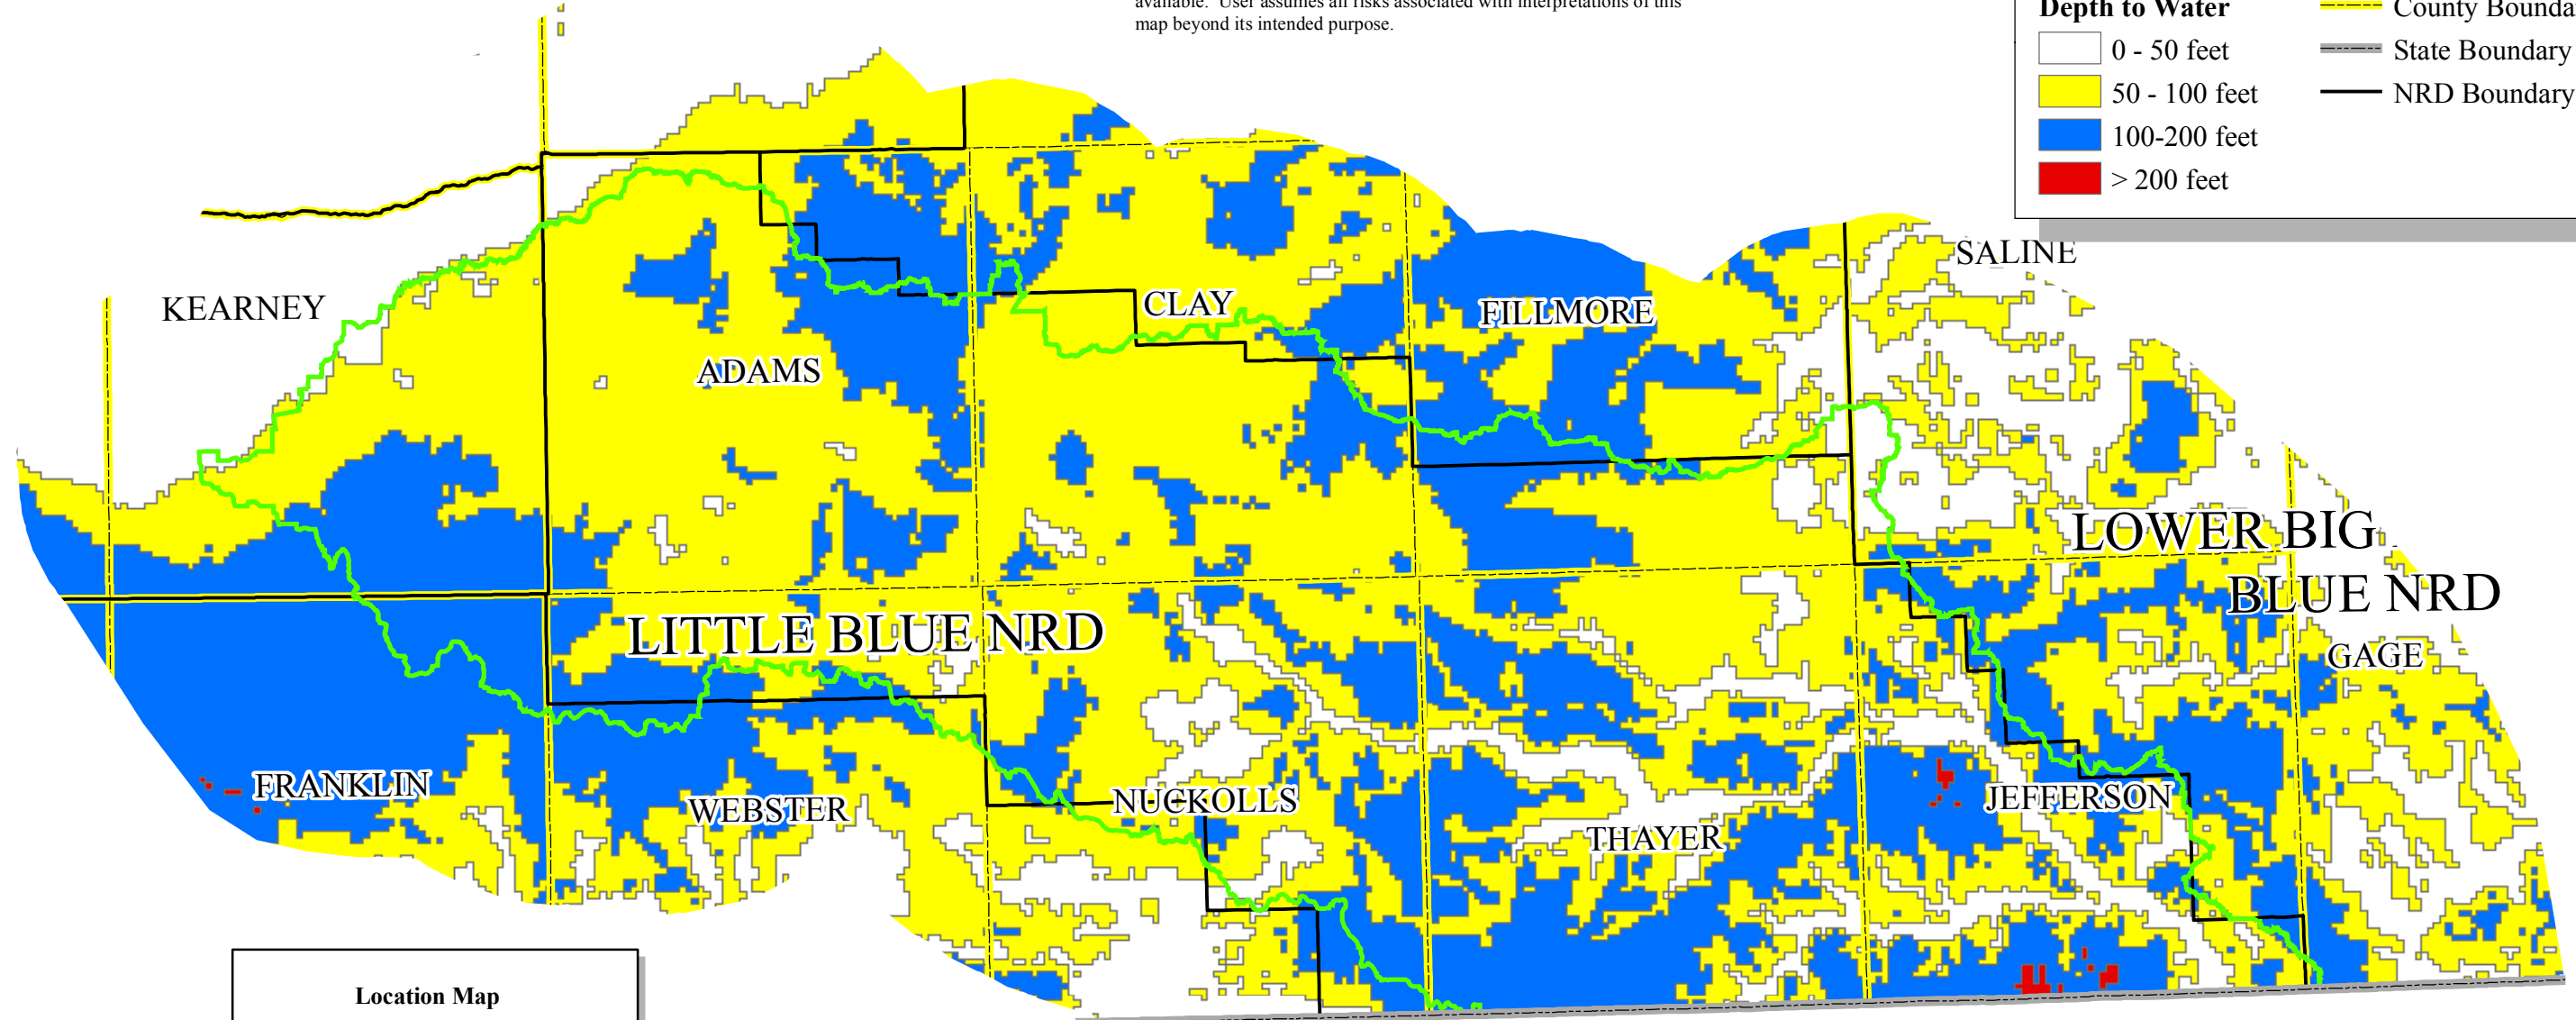 available. User assumes all risks associated with interpretations of this
map beyond its intended purpose.
Depth to Water
0 - 50 feet
50 - 100 feet
100-200 feet
> 200 feet
County Bounda
State Boundary
NRD Boundary
SALINE
KEARNEY
CLAY
FILLMORE
ADAMS
LOWER BIG
BLUE NRD
LITTLE BLUE NRD
GAGE
FRANKLIN
WEBSTER
NUCKOLLS
JEFFERSON
THAYER
Location Map